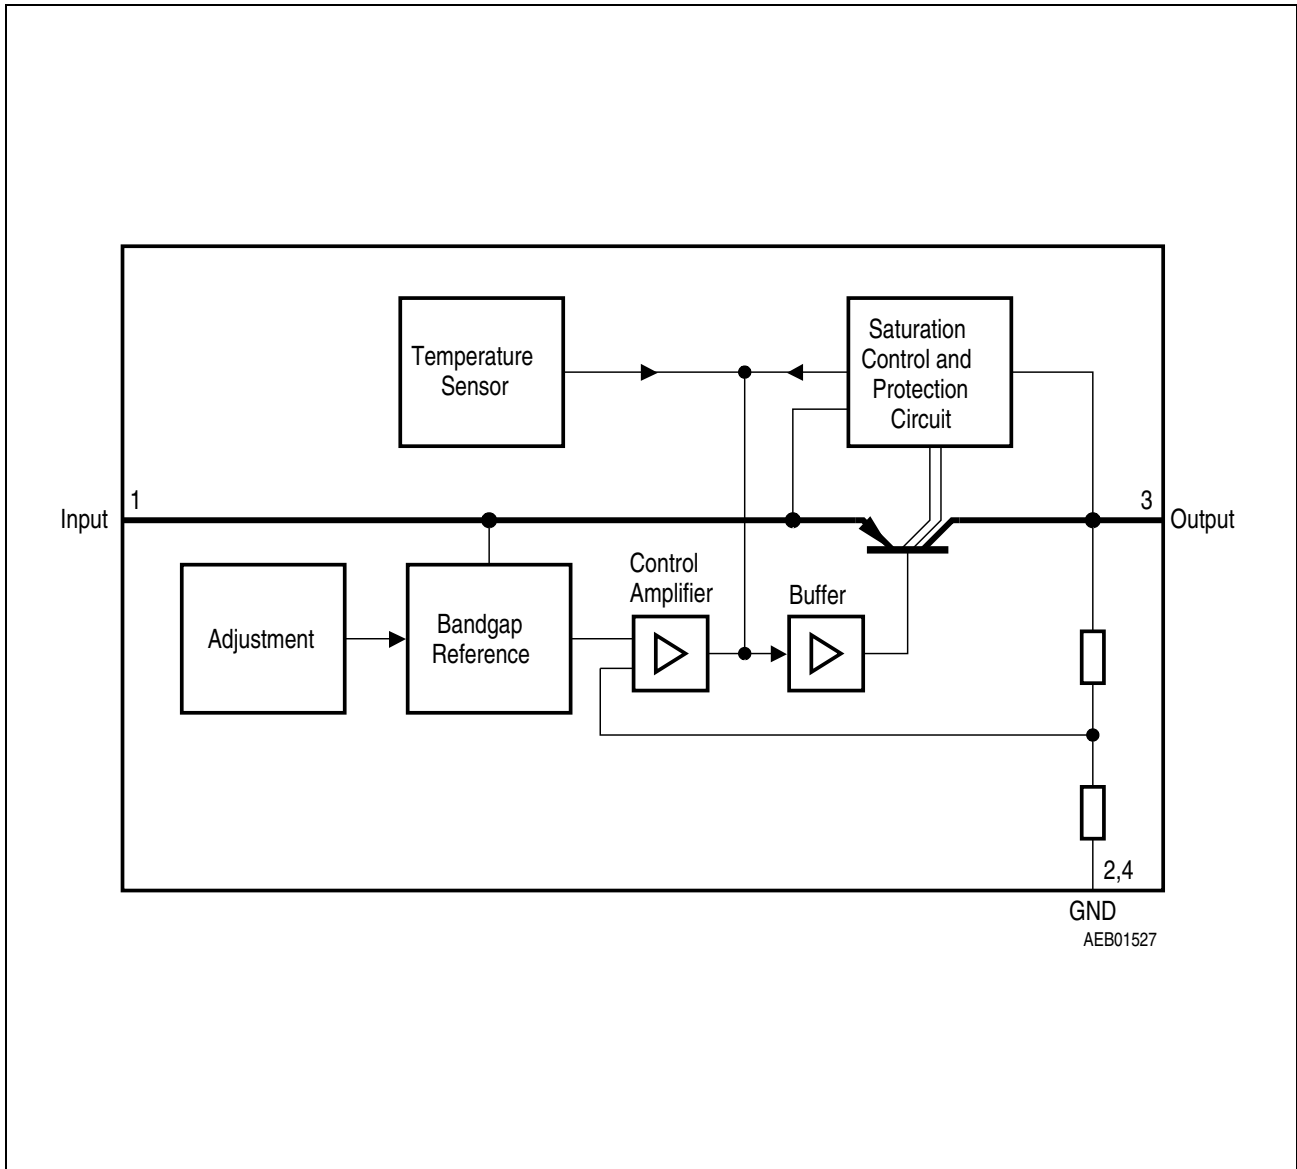 Temperature
Sensor
Saturation
Control and
Protection
Circuit
1
3
Input
Output
Control
Amplifier
Buffer
Adjustment
Bandgap
Reference
2,4
GND
AEB01527